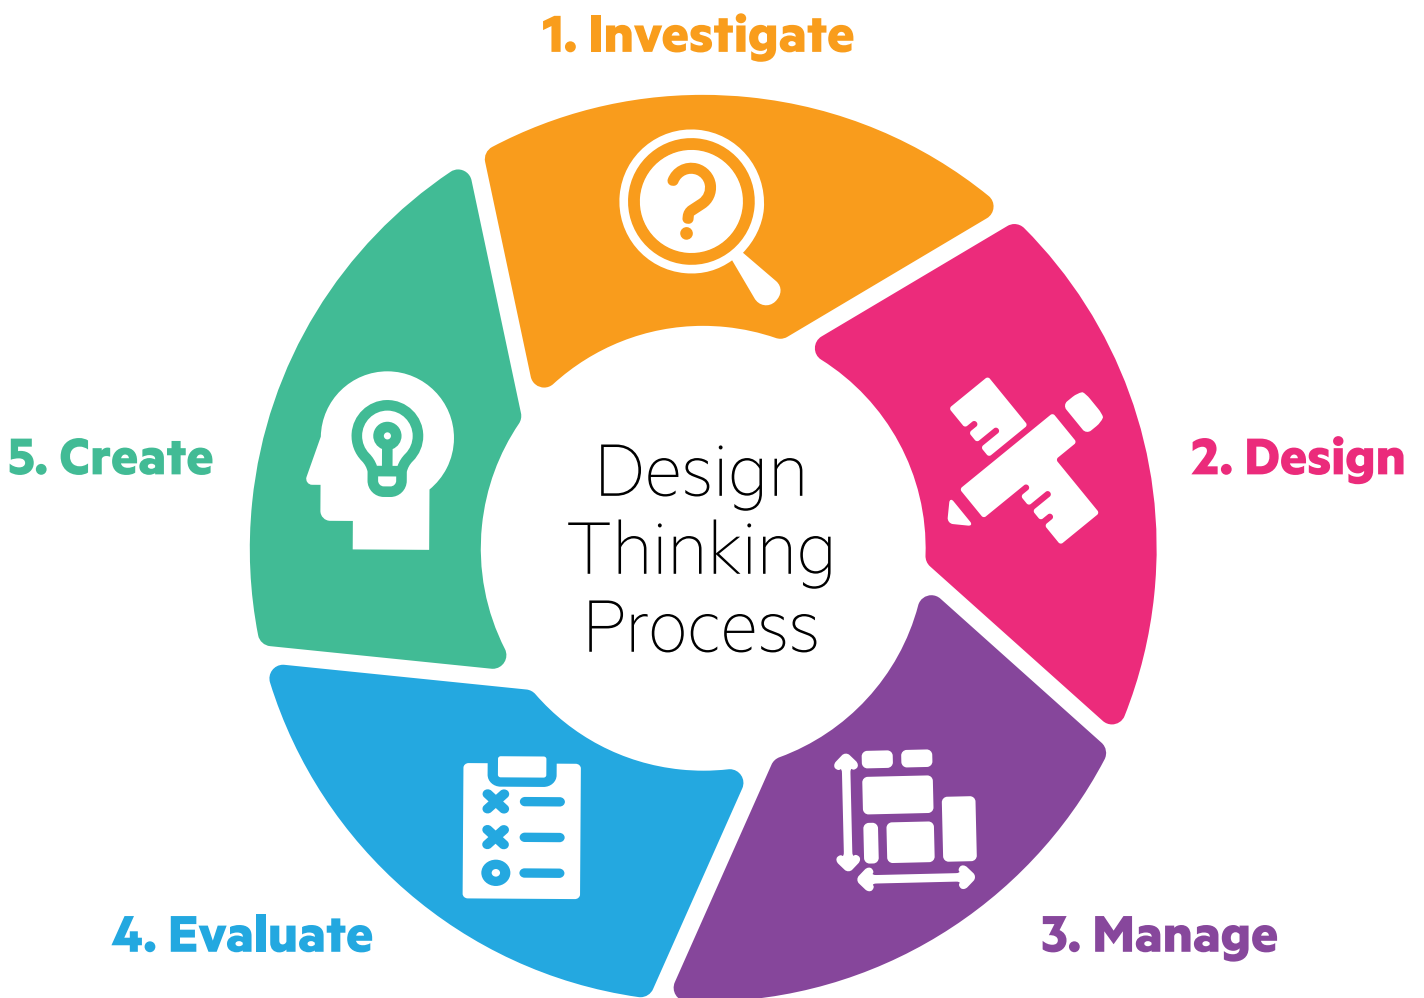 1. Investigate
2. Design
3. Manage
4. Evaluate
5. Create
Design
Thinking
Process